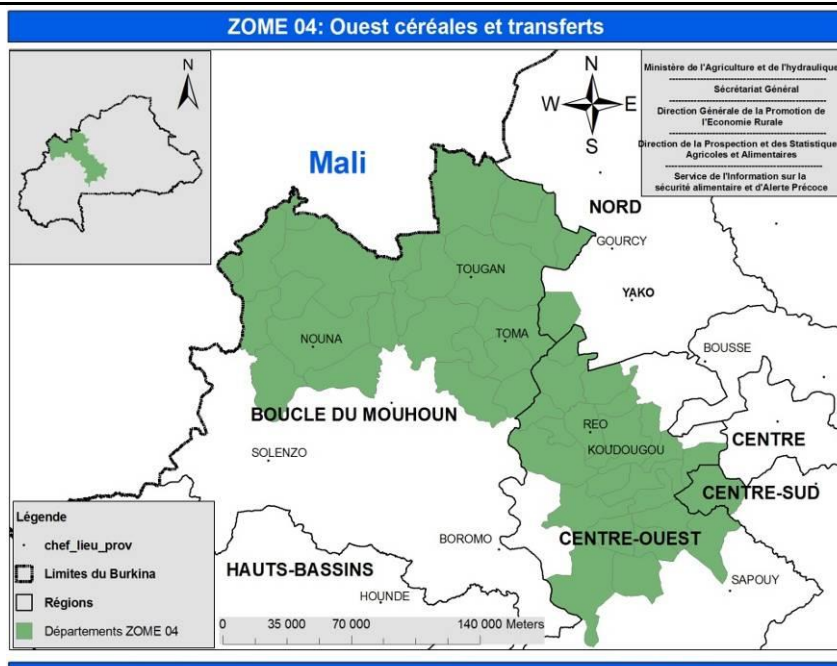 ZOME 04: Ouest céréales et transferts
N
N
W E
S
Ministère de l'Agriculture et de l'hydraulique
Sécrétariat Général
Direction Générale de la Promotion de
l'Economie Rurale
Direction de la Prospection et des Statistique
Agricoles et Alimentaires
Service de l'Information sur la
sécurité alimentaire et d'Alerte Précoce
Mali
NORD
GOURCY
TOUGAN
YAKO
NOUNA
TOMA
BOUSSE
BOUCLE DU MOUHOUN
REO
CENTRE
SOLENZO
KOUDOUGOU
CENTRE-SUD
Légende
chef_lieu_prov
Limites du Burkina
Régions
Départements ZOME 04
BOROMO
CENTRE-OUEST
HAUTS-BASSINS
SAPOUY
HOUNDE
0 35 000 70 000 140 000 Meters